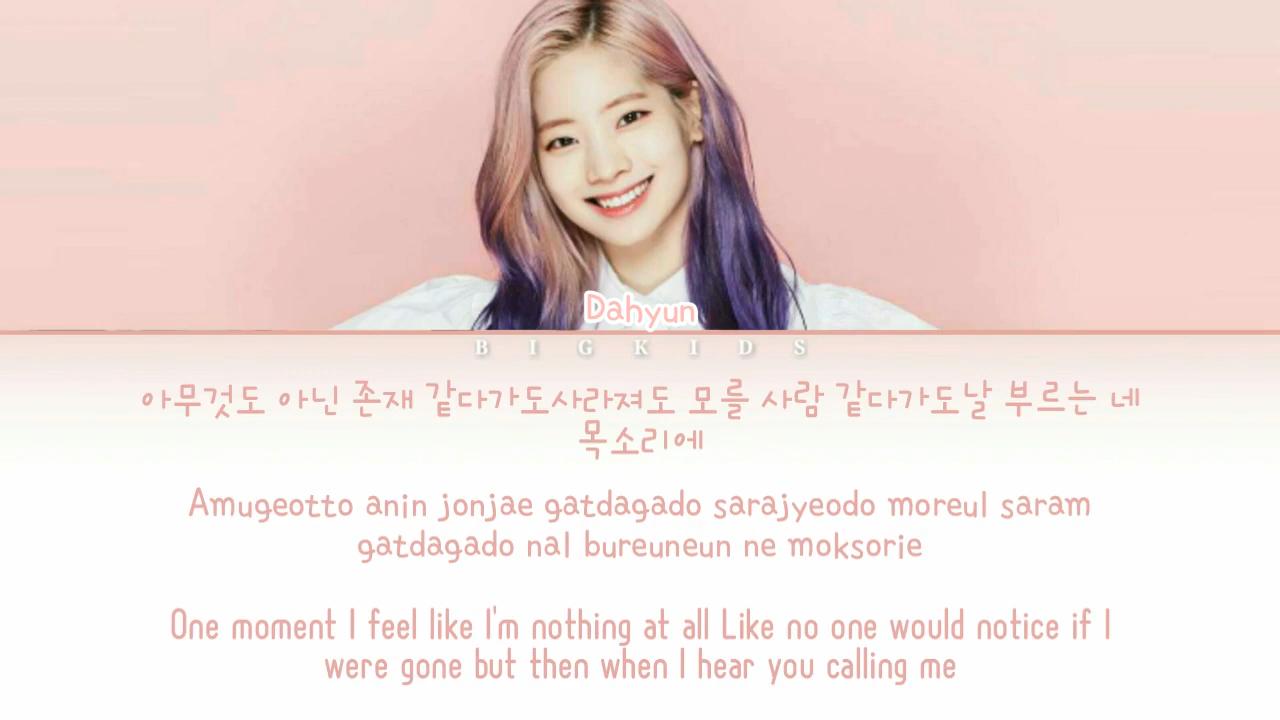 Dahyun
BIGKIDS
아무것도 아닌 존재 같다가도사라져도 모를 사람 같다가도날 부르는 네
목소리에
Amugeotto anin jonjae gatdagado sarajyeodo moreul saram
gatdagado nal bureuneun ne moksorie
One moment I feel like I'm nothing at all Like no one would notice if I
were gone but then when I hear you calling me